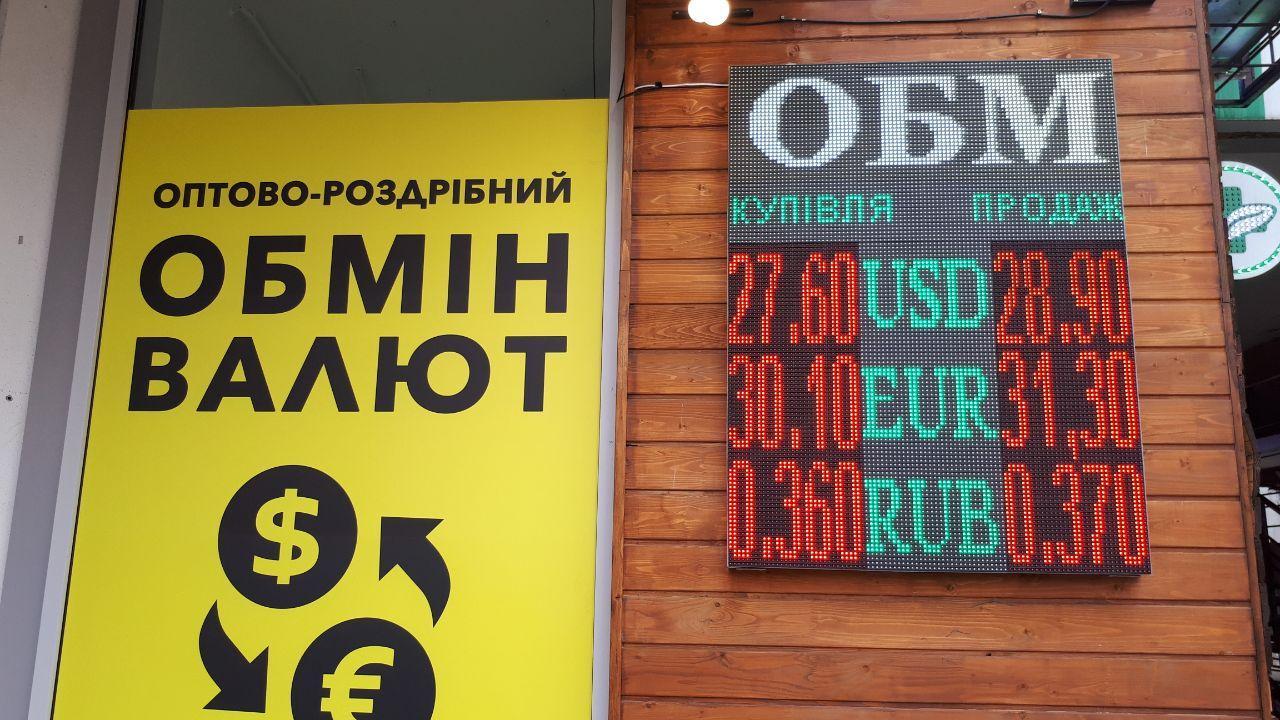 ОПТОВО-РОЗДРІБНИЙ
ОБМІН
ВАЛЮТ
$
€
ОБМ
КУПІВЛЯ ПРОДАЖ
27.60 USD 28.90
30.10 EUR 31.30
0.360 RUB 0.370